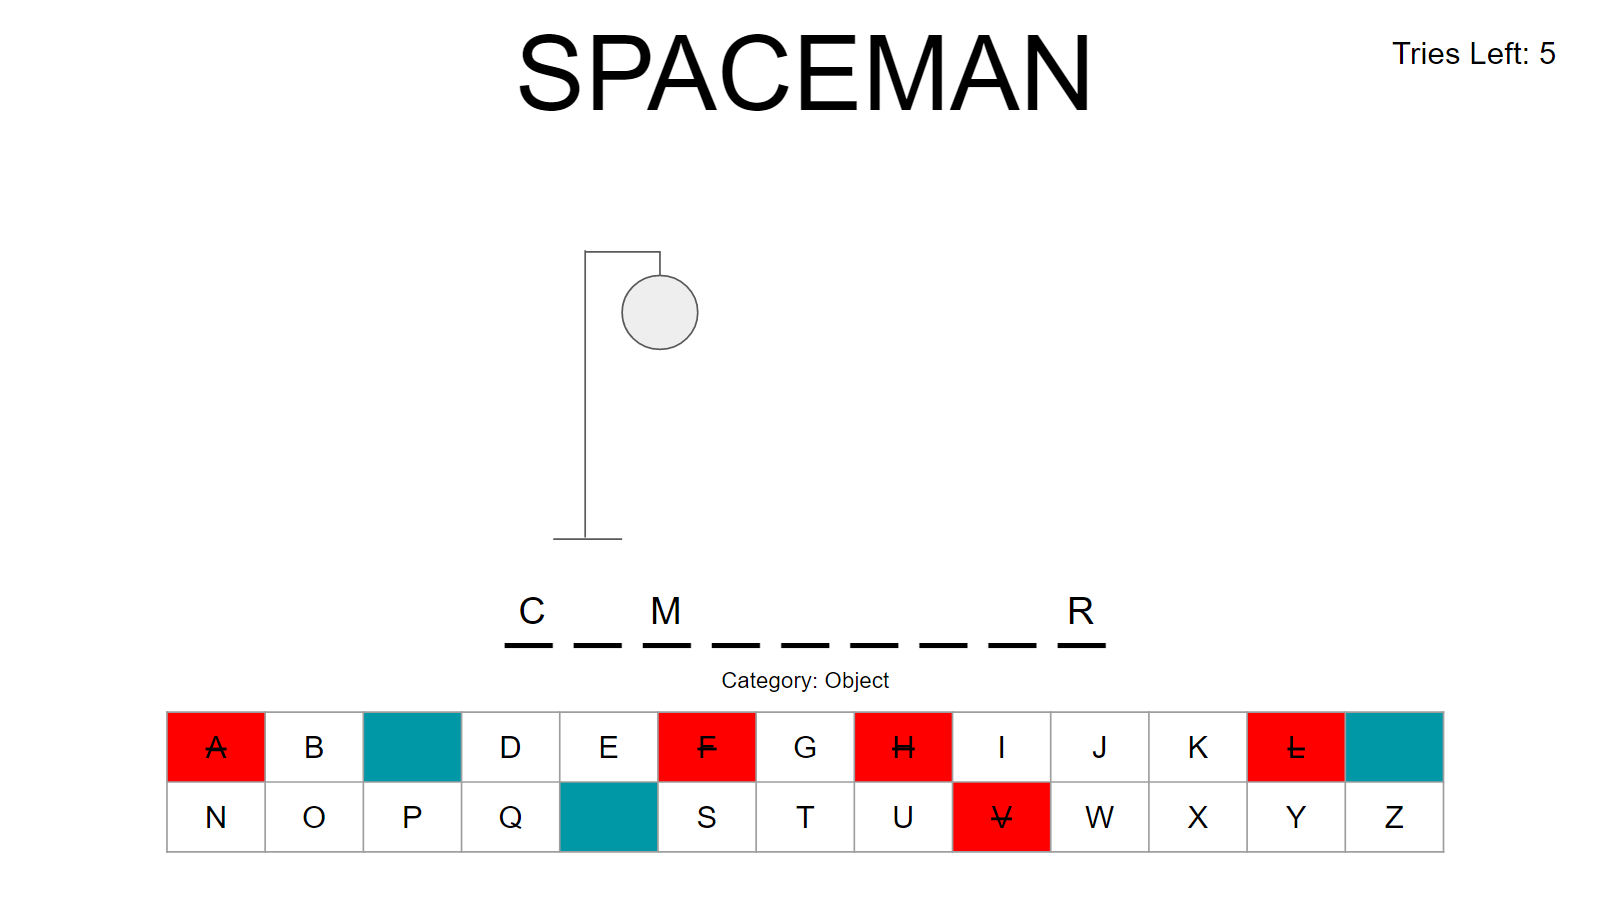 SPACEMAN
Tries Left: 5
C M R
Category: Object
A B D E F G H I J K L
N O P Q S T U V W X Y Z